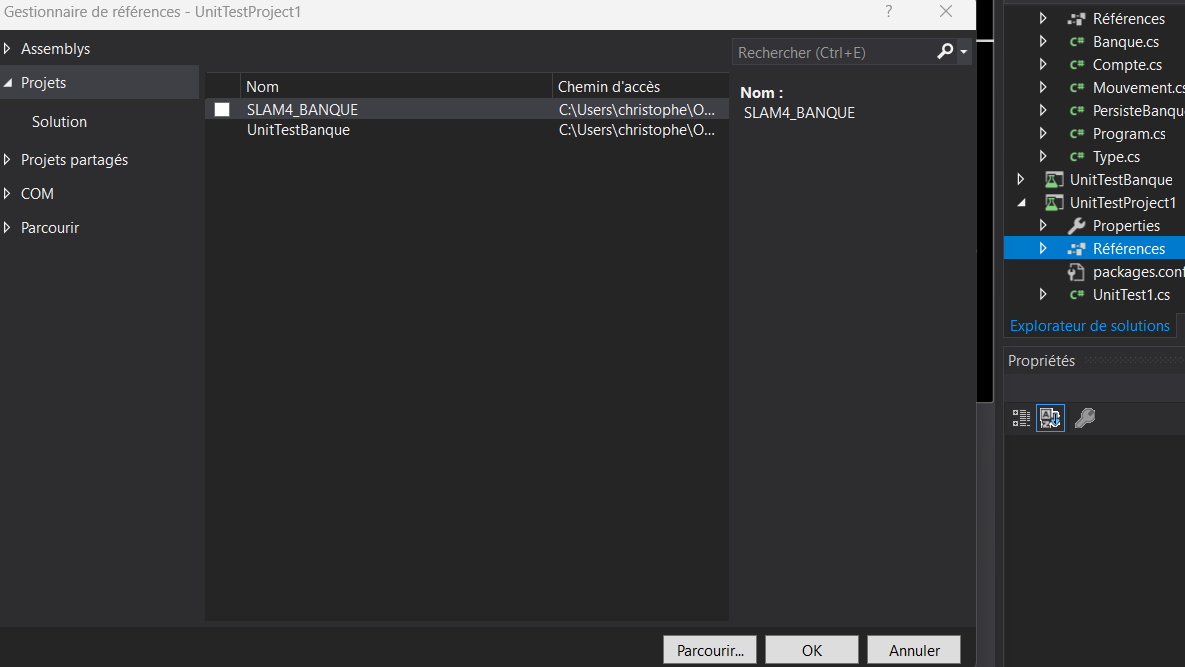 Gestionnaire de références - UnitTestProject1
?
Assemblys
Projets
Solution
Projets partagés
COM
Parcourir
Nom
Chemin d'accès
SLAM4_BANQUE
C:\Users\christophe\O...
UnitTestBanque
C:\Users\christophe\O...
Rechercher (Ctrl+E)
Nom :
SLAM4_BANQUE
Parcourir...
OK
Annuler
Références
C# Banque.cs
C# Compte.cs
C# Mouvement.cs
C# PersisteBanqu
C# Program.cs
C# Type.cs
UnitTestBanque
UnitTestProject1
Properties
Références
packages.conf
C# UnitTest1.cs
Explorateur de solutions
Propriétés